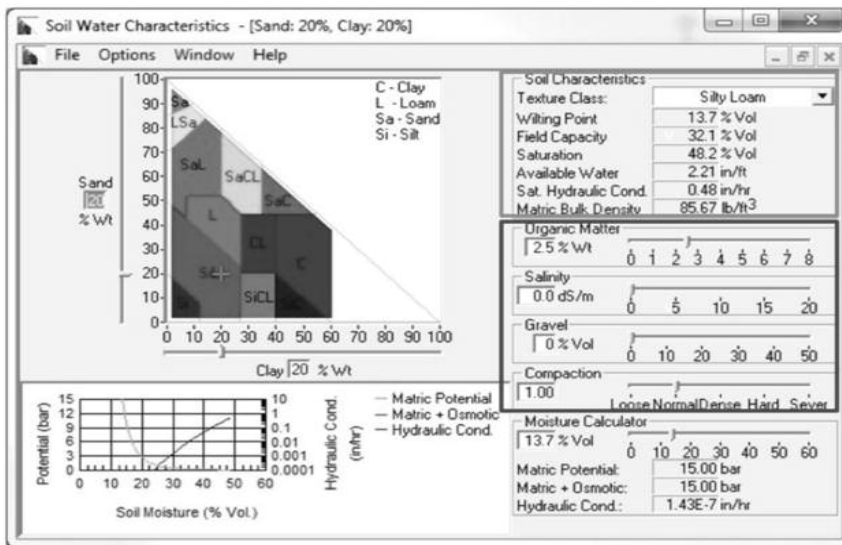 Soil Water Characteristics - [Sand: 20%, Clay: 20%]
File Options Window Help
100
90
80
70
60
50
40
30
20
10
0
Sand
20
% Wt
C - Clay
L - Loam
Sa - Sand
Si - Silt
Sa
LSa
SaL
SaCL
SaC
L
CL
C
SiCL
0 10 20 30 40 50 60 70 80 90 100
Clay 20 % Wt
Soil Characteristics
Texture Class: Silty Loam
Wilting Point 13.7 % Vol
Field Capacity 32.1 % Vol
Saturation 48.2 % Vol
Available Water 2.21 in/ft
Sat. Hydraulic Cond. 0.48 in/hr
Matric Bulk Density 85.67 lb/ft3
Organic Matter
2.5 % Wt
0 1 2 3 4 5 6 7 8
Salinity
0.0 dS/m
0 5 10 15 20
Gravel
0 % Vol
0 10 20 30 40 50
Compaction
1.00
Loose Normal Dense Hard Sever
Moisture Calculator
13.7 % Vol
0 10 20 30 40 50 60
Matric Potential: 15.00 bar
Matric + Osmotic: 15.00 bar
Hydraulic Cond.: 1.43E-7 in/hr
Potential (bar)
15
12
9
6
3
0
0 10 20 30 40 50 60
Soil Moisture (% Vol.)
10
1
0.1
0.01
0.001
0.0001
Hydraulic Cond.
(in/hr)
Matric Potential
Matric + Osmotic
Hydraulic Cond.